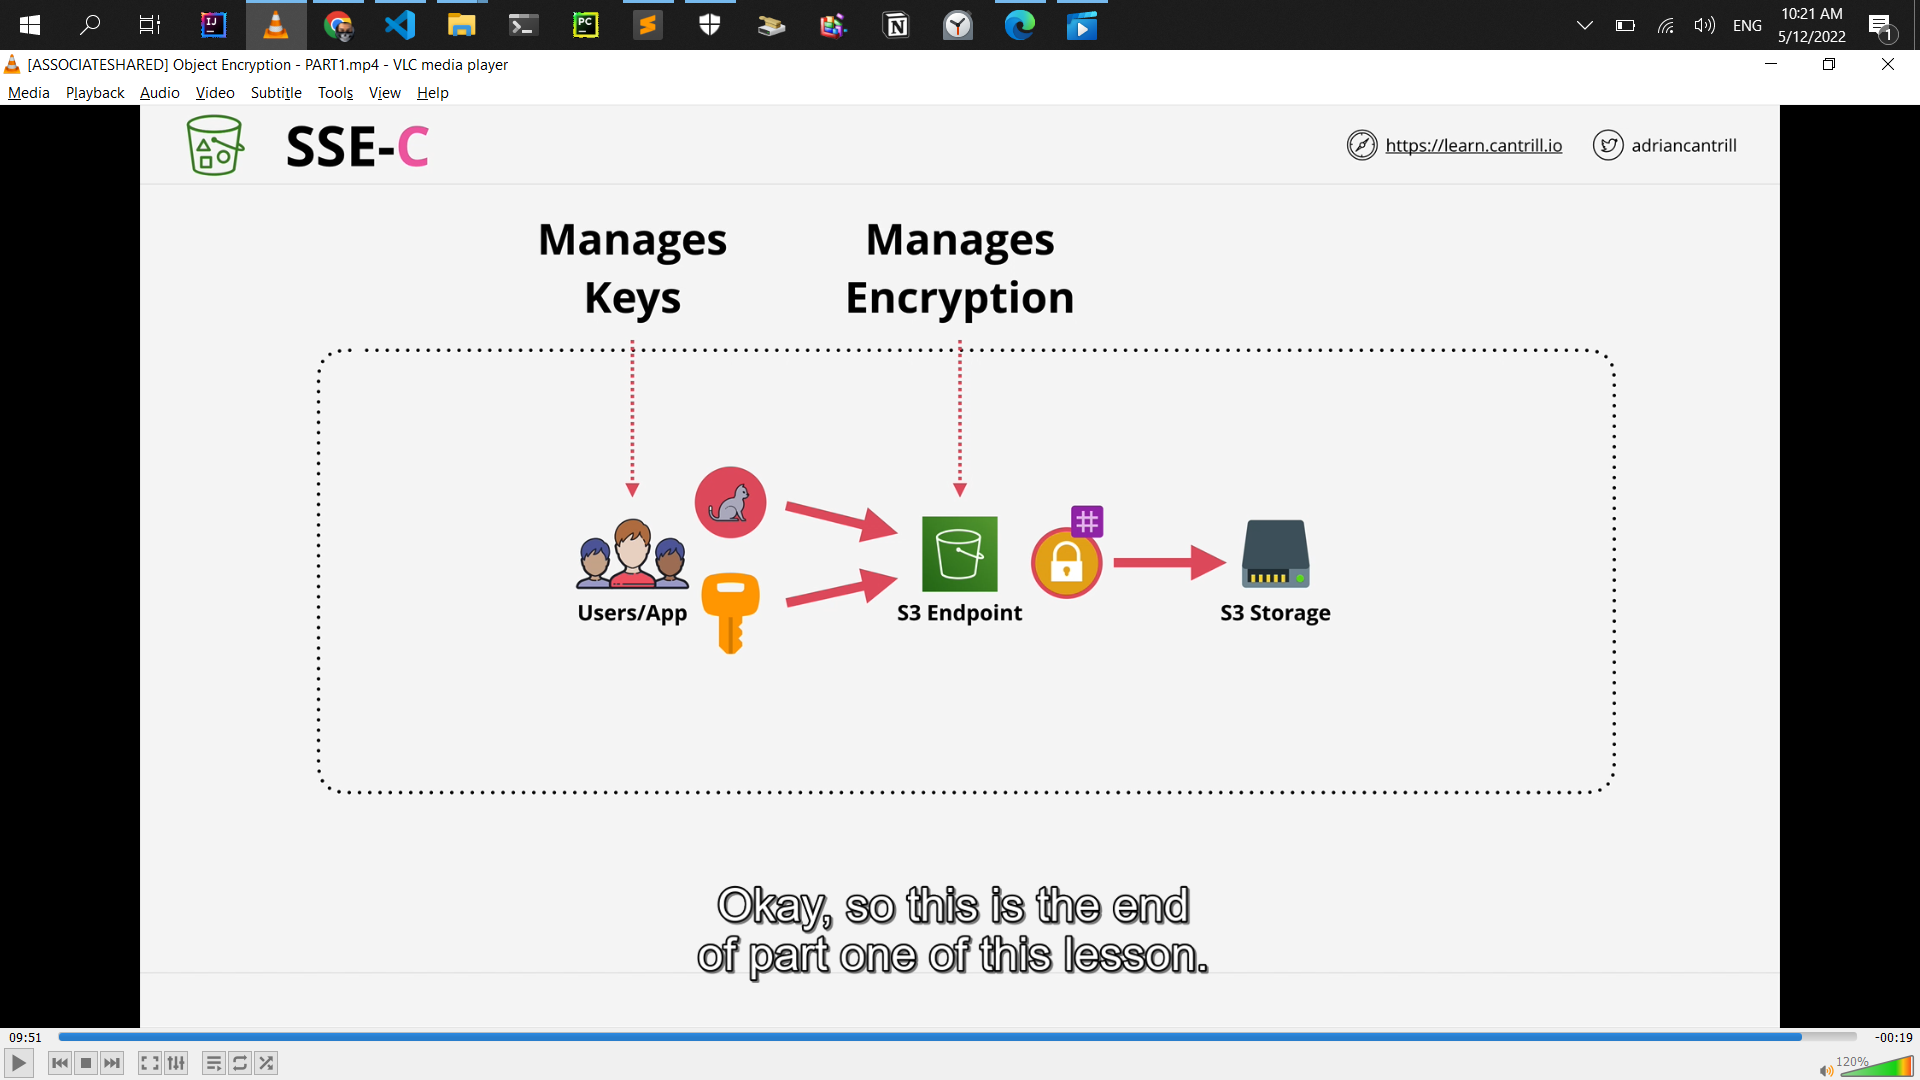 ENG
10:21 AM
5/12/2022
1
[ASSOCIATESHARED] Object Encryption - PART1.mp4 - VLC media player
Media Playback Audio Video Subtitle Tools View Help
SSE-C
https://learn.cantrill.io
adriancantrill
Manages
Keys
Manages
Encryption
Users/App
S3 Endpoint
S3 Storage
Okay, so this is the end
of part one of this lesson.
09:51
-00:19
120%